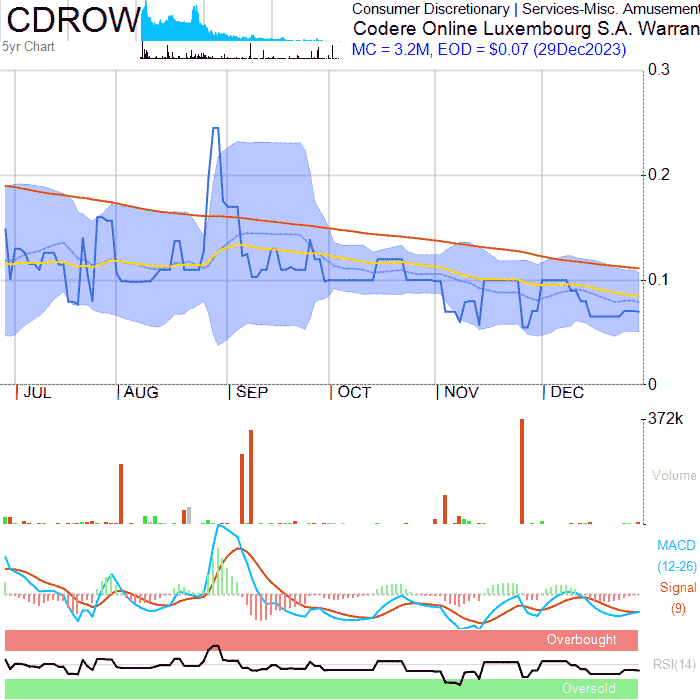 CDROW
5yr Chart
Consumer Discretionary | Services-Misc. Amusement
Codere Online Luxembourg S.A. Warran
MC = 3.2M, EOD = $0.07 (29Dec2023)
0.3
0.2
0.1
0
JUL AUG SEP OCT NOV DEC
372k
Volume
MACD
(12-26)
Signal
(9)
Overbought
RSI(14)
Oversold